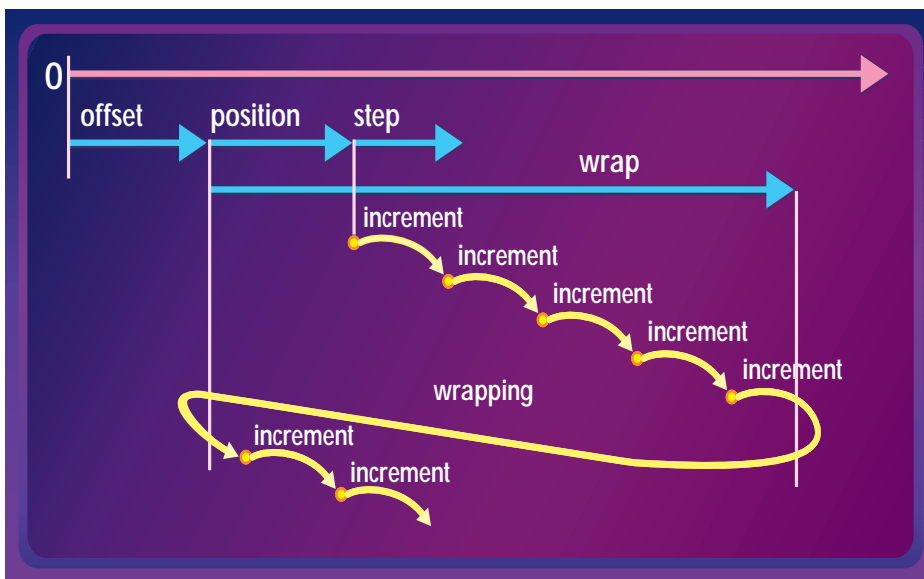 0
offset position step
wrap
increment
increment
increment
increment
increment
wrapping
increment
increment